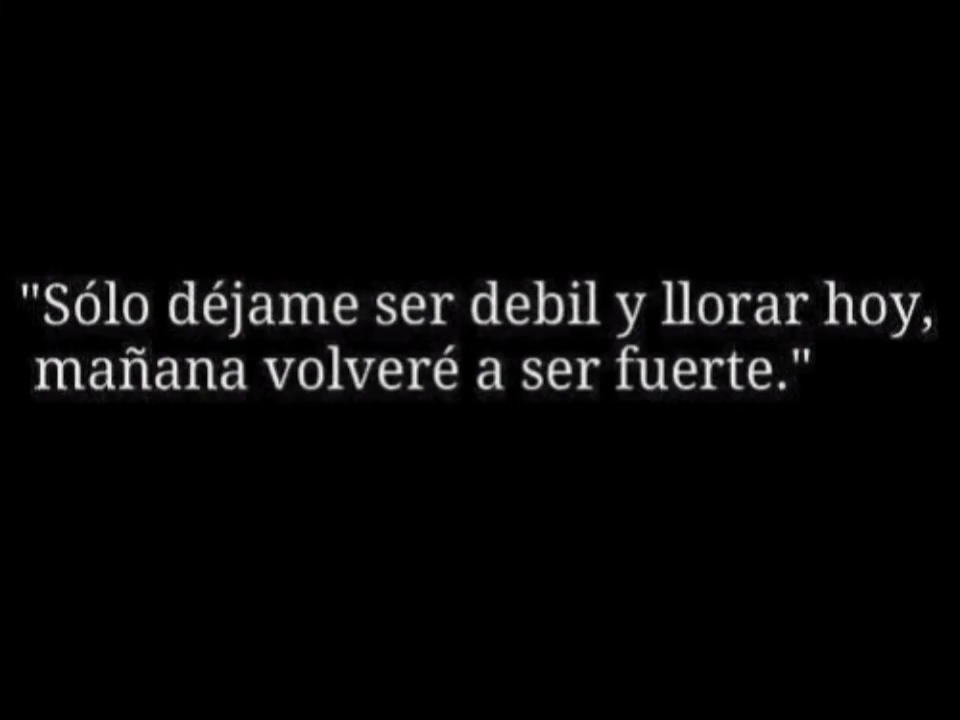 "Sólo déjame ser debil y llorar hoy,
mañana volveré a ser fuerte."